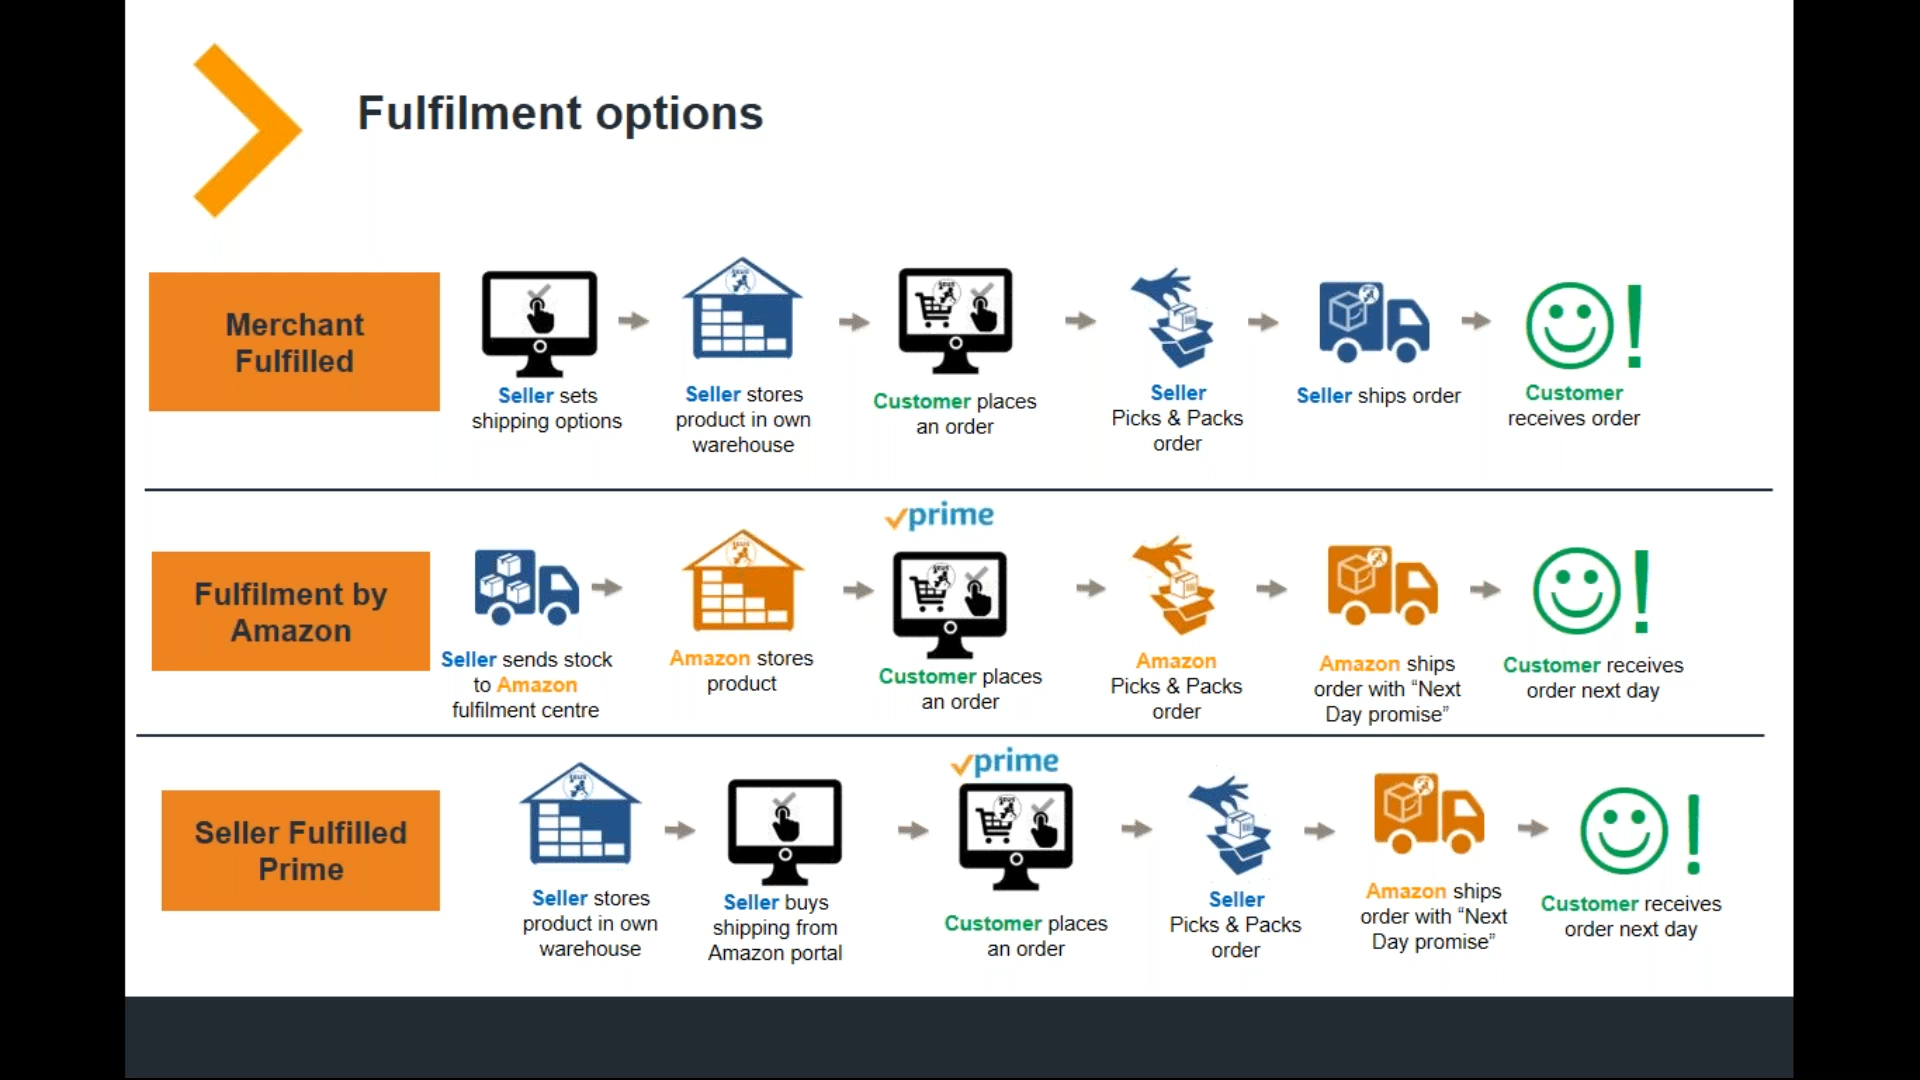 Fulfilment options
Merchant
Fulfilled
Seller sets
shipping options
Seller stores
product in own
warehouse
Customer places
an order
Seller
Picks & Packs
order
Seller ships order
Customer
receives order
Fulfilment by
Amazon
Seller sends stock
to Amazon
fulfilment centre
Amazon stores
product
prime
Customer places
an order
Amazon
Picks & Packs
order
Amazon ships
order with “Next
Day promise”
Customer receives
order next day
Seller Fulfilled
Prime
Seller stores
product in own
warehouse
Seller buys
shipping from
Amazon portal
prime
Customer places
an order
Seller
Picks & Packs
order
Amazon ships
order with “Next
Day promise”
Customer receives
order next day